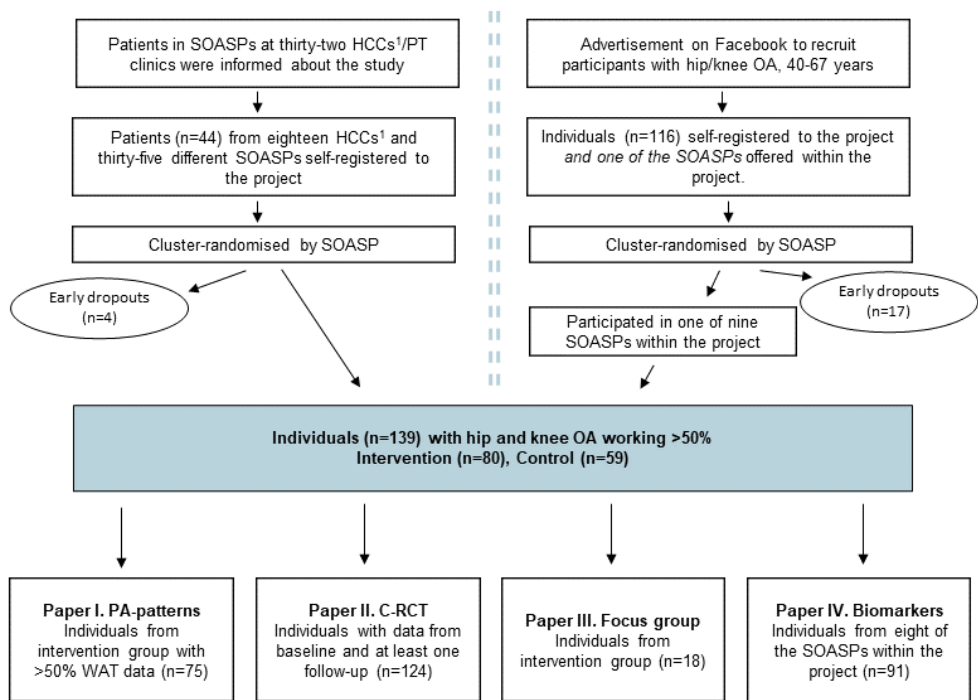 Patients in SOASPs at thirty-two HCCs¹/PT
clinics were informed about the study
Patients (n=44) from eighteen HCCs¹ and
thirty-five different SOASPs self-registered to
the project
Cluster-randomised by SOASP
Early dropouts
(n=4)
Advertisement on Facebook to recruit
participants with hip/knee OA, 40-67 years
Individuals (n=116) self-registered to the project
and one of the SOASPs offered within the
project.
Cluster-randomised by SOASP
Early dropouts
(n=17)
Participated in one of nine
SOASPs within the project
Individuals (n=139) with hip and knee OA working >50%
Intervention (n=80), Control (n=59)
Paper I. PA-patterns
Individuals from
intervention group with
>50% WAT data (n=75)
Paper II. C-RCT
Individuals with data from
baseline and at least one
follow-up (n=124)
Paper III. Focus group
Individuals from
intervention group (n=18)
Paper IV. Biomarkers
Individuals from eight of
the SOASPs within the
project (n=91)